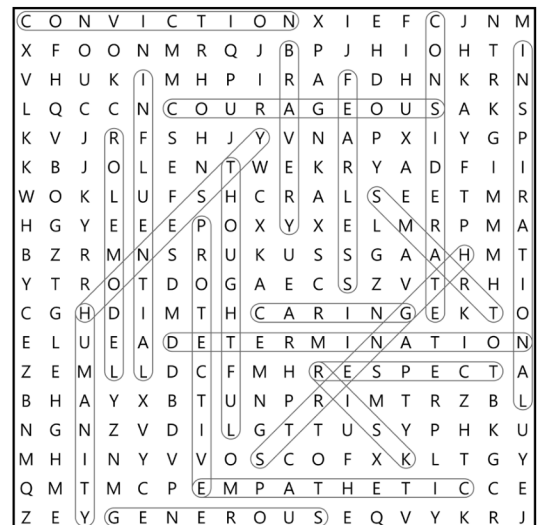 C O N V I C T I O N X I E F C J N M
X F O O N M R Q J B P J H I O H T I
V H U K I M H P I R A F D H N K R N
L Q C C N C O U R A G E O U S A K S
K V J R F S H J Y V N A P X I Y G P
K B J O L E N T W E K R Y A D F I I
W O K L U F S H C R A L S E E T M R
H G Y E E E P O X Y X E L M R P M A
B Z R M N S R U K U S S G A A H M T
Y T R O T D O G A E C S Z V T R H I
C G H D I M T H C A R I N G E K T O
E L U E A D E T E R M I N A T I O N
Z E M L L D C F M H R E S P E C T A
B H A Y X B T U N P R I M T R Z B L
N G N Z V D I L G T T U S Y P H K U
M H I N Y V V O S C O F X K L T G Y
Q M T M C P E M P A T H E T I C C E
Z E Y G E N E R O U S E Q V Y K R J